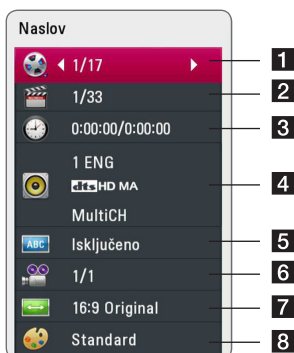 Naslov
1/17 1
1/33 2
0:00:00/0:00:00 3
1 ENG
dts HD MA 4
MultiCH
ABC Isključeno 5
1/1 6
16:9 Original 7
Standard 8